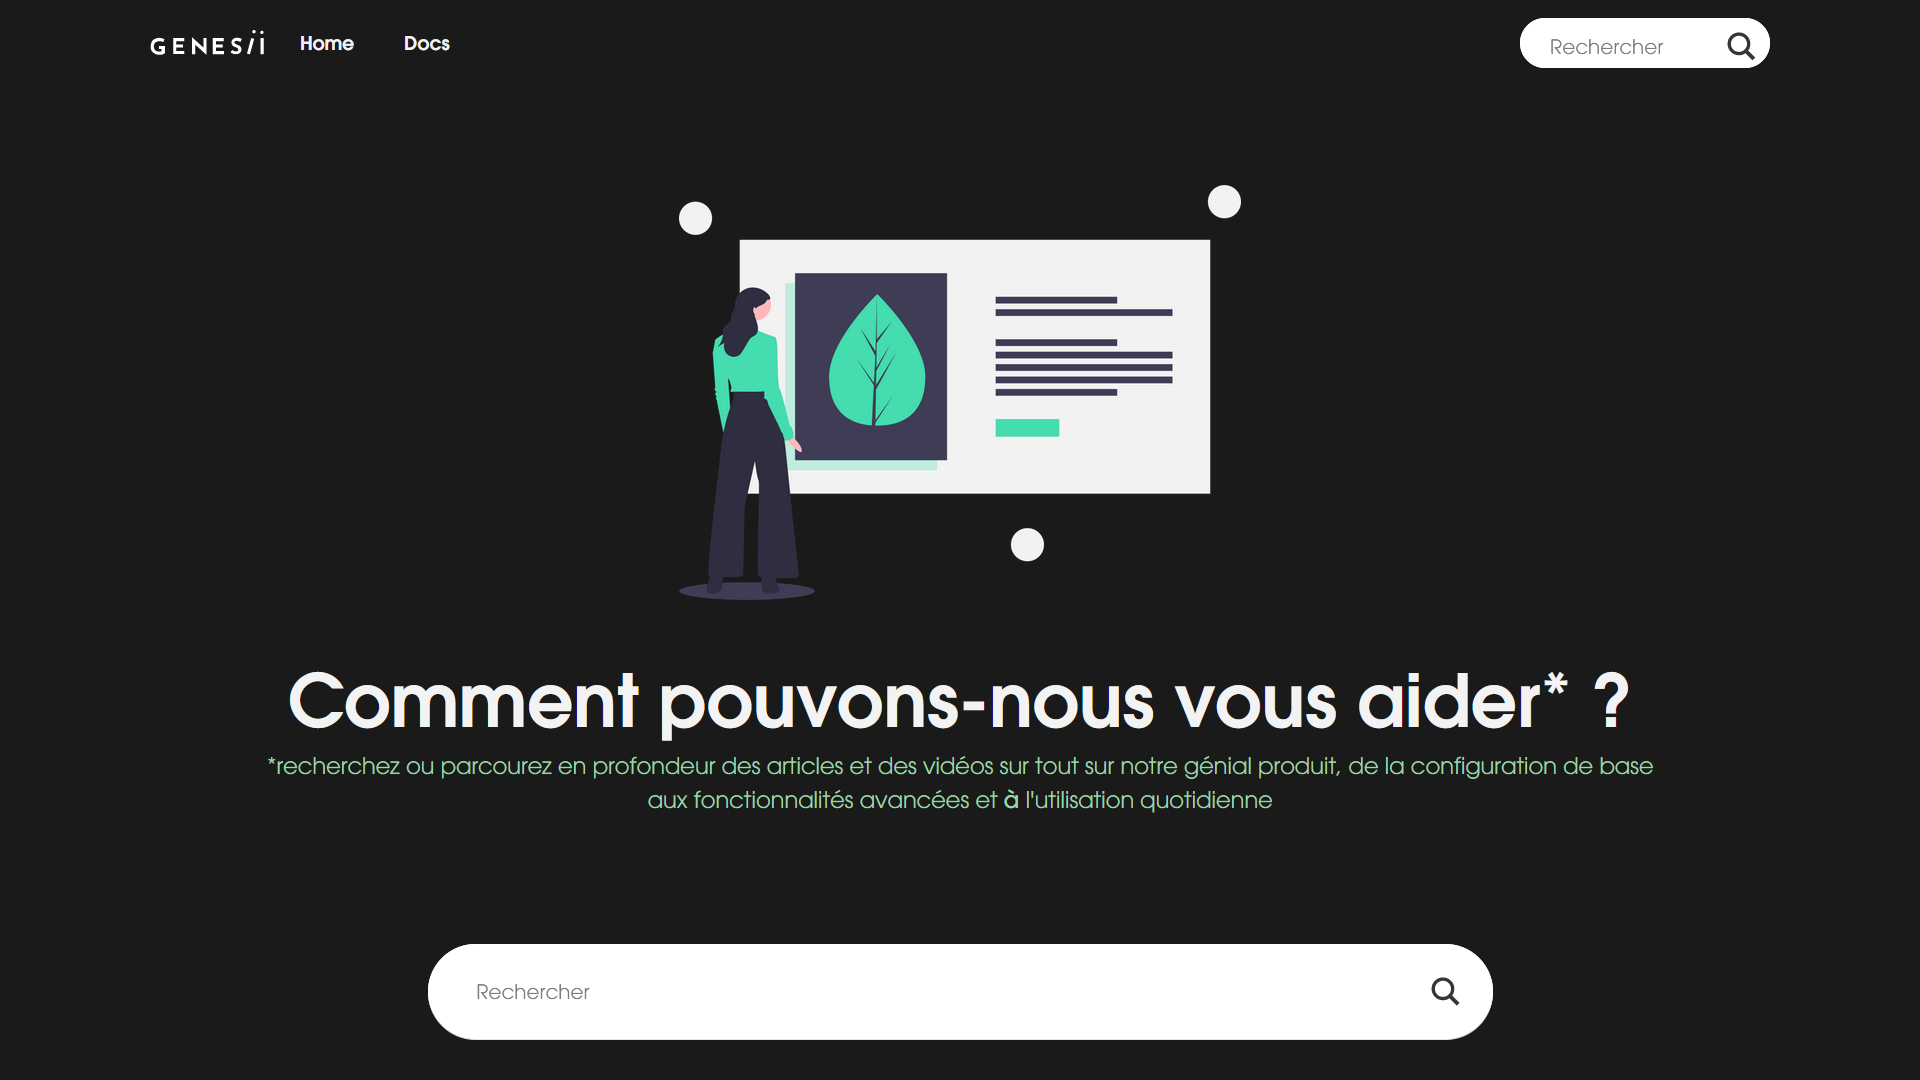 GENESii
Home
Docs
Rechercher
Comment pouvons-nous vous aider* ?
*recherchez ou parcourez en profondeur des articles et des vidéos sur tout sur notre génial produit, de la configuration de base
aux fonctionnalités avancées et à l'utilisation quotidienne
Rechercher